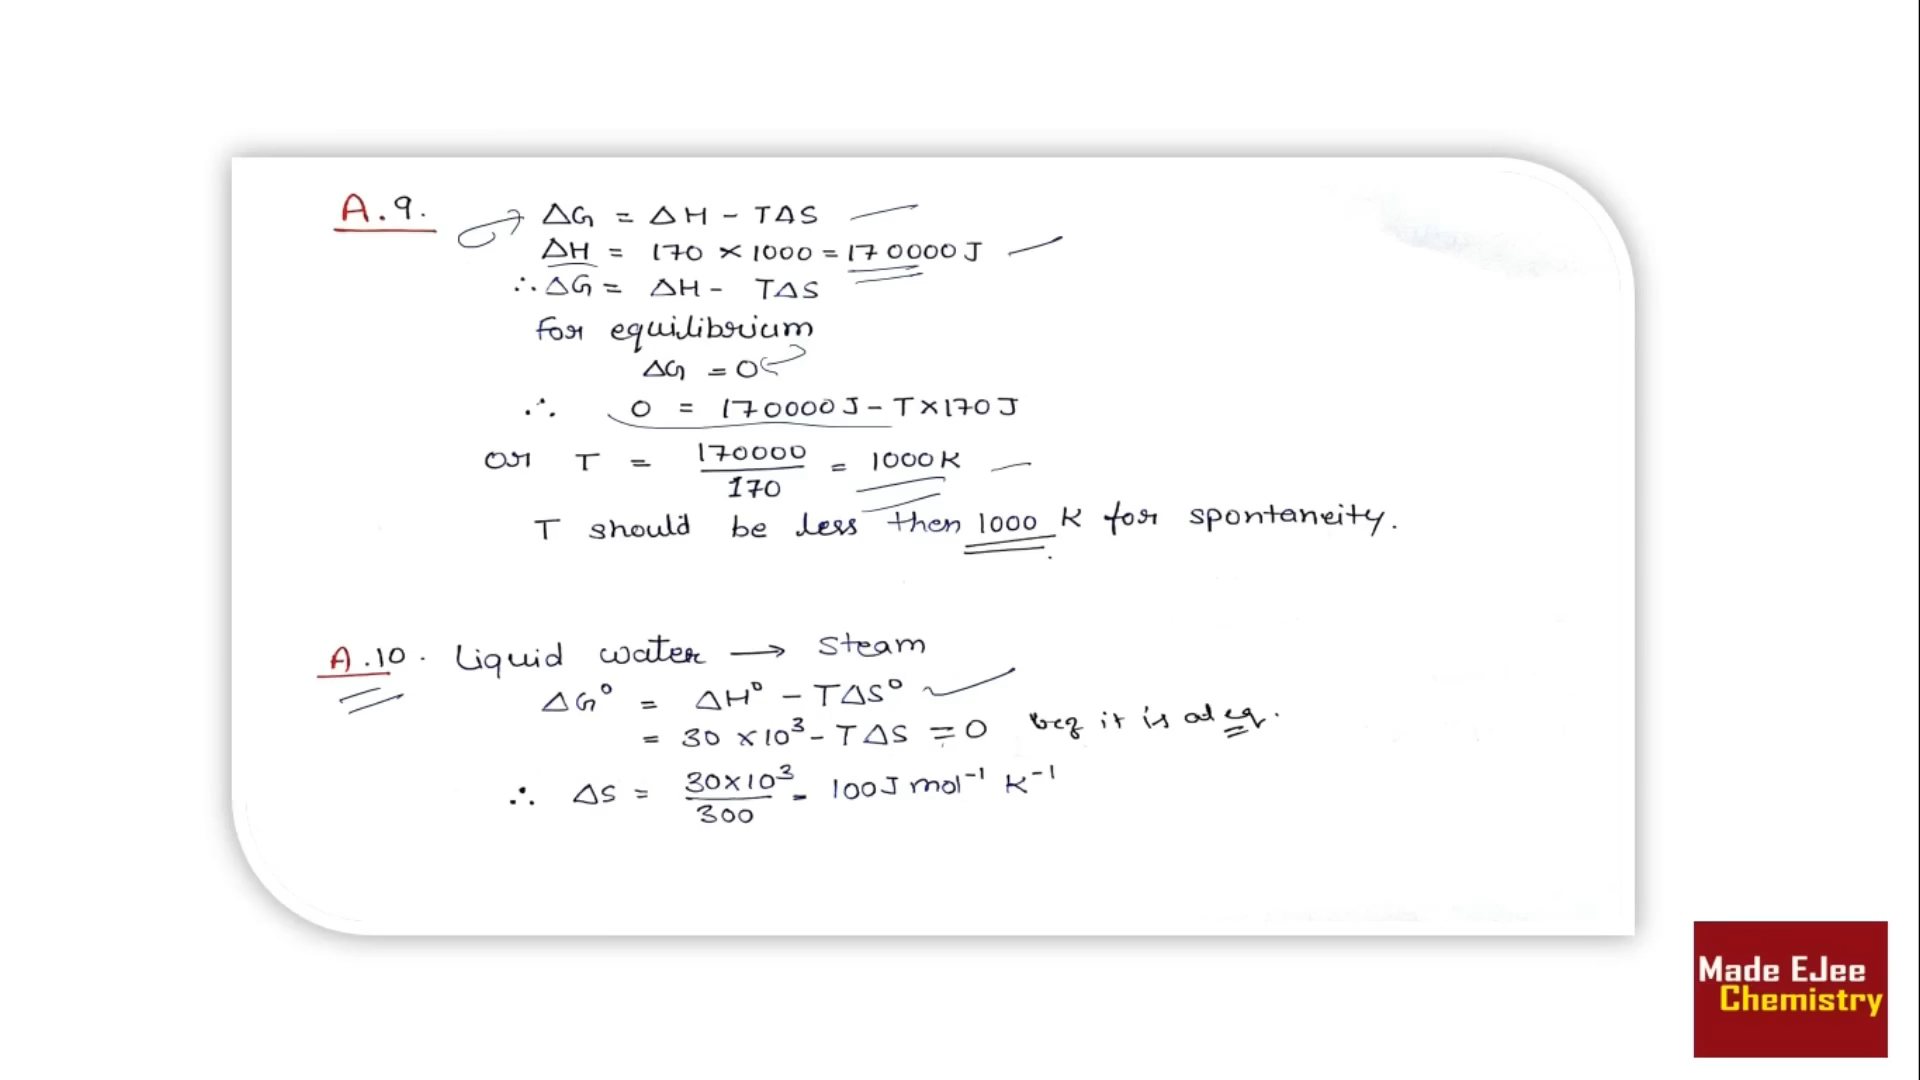 A.9.
ΔG = ΔH - TΔS
ΔH = 170 × 1000 = 170000 J
∴ ΔG = ΔH - TΔS
for equilibrium
ΔG = 0
∴ 0 = 170000 J - T×170 J
or T = 170000/170 = 1000 K
T should be less then 1000 K for spontaneity.
A.10. Liquid water → steam
ΔG° = ΔH° - TΔS°
= 30 ×10³ - TΔS = 0 bcz it is at eq.
∴ ΔS = 30×10³/300 = 100 J mol⁻¹ K⁻¹
Made EJee
Chemistry